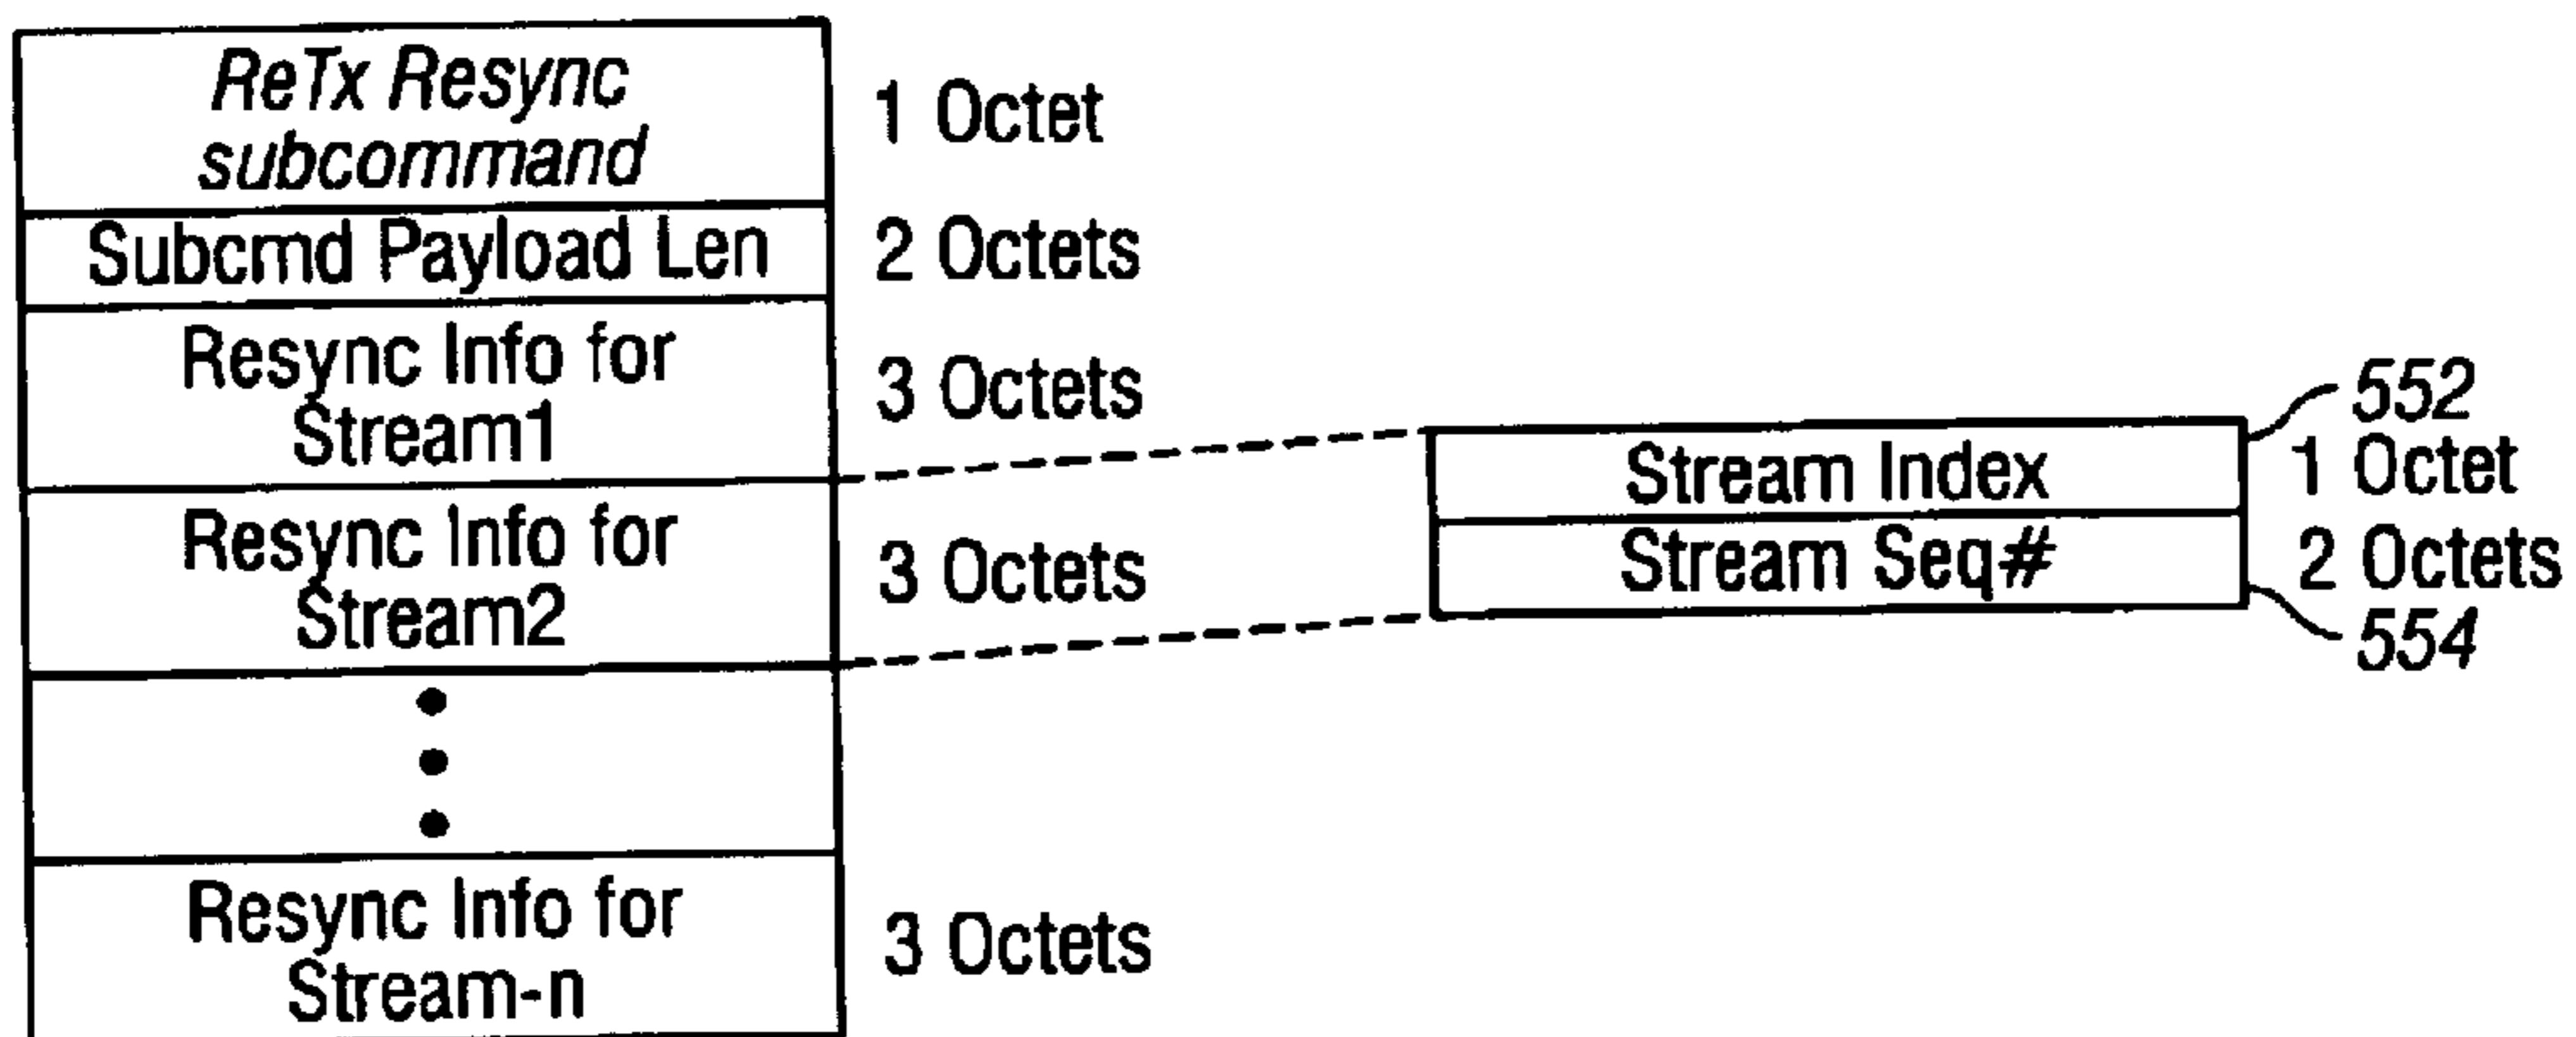 ReTx Resync
subcommand
1 Octet
Subcmd Payload Len
2 Octets
Resync Info for
Stream1
3 Octets
Resync Info for
Stream2
3 Octets
Resync Info for
Stream-n
3 Octets
552
Stream Index
1 Octet
Stream Seq#
2 Octets
554